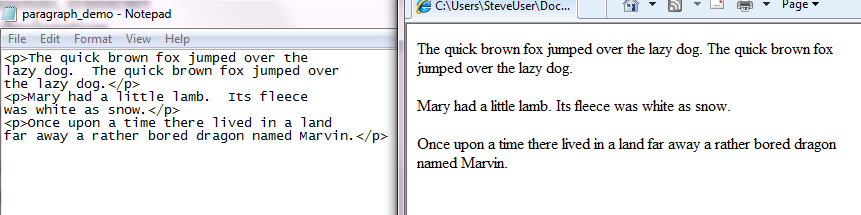 paragraph_demo - Notepad
File Edit Format View Help
<p>The quick brown fox jumped over the
lazy dog.  The quick brown fox jumped over
the lazy dog.</p>
<p>Mary had a little lamb.  Its fleece
was white as snow.</p>
<p>Once upon a time there lived in a land
far away a rather bored dragon named Marvin.</p>
C:\Users\SteveUser\Doc...
Page
The quick brown fox jumped over the lazy dog. The quick brown fox
jumped over the lazy dog.
Mary had a little lamb. Its fleece was white as snow.
Once upon a time there lived in a land far away a rather bored dragon
named Marvin.